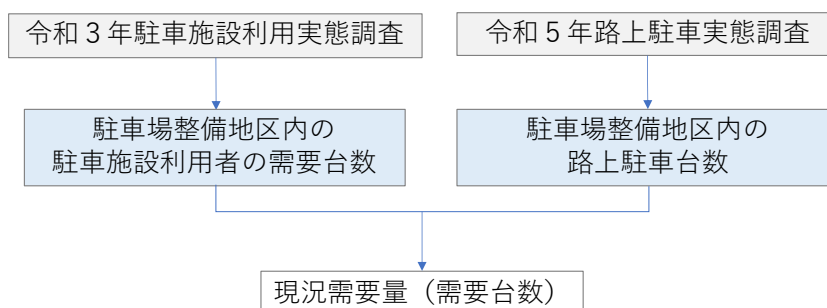 令和３年駐車施設利用実態調査
令和５年路上駐車実態調査
駐車場整備地区内の
駐車施設利用者の需要台数
駐車場整備地区内の
路上駐車台数
現況需要量（需要台数）